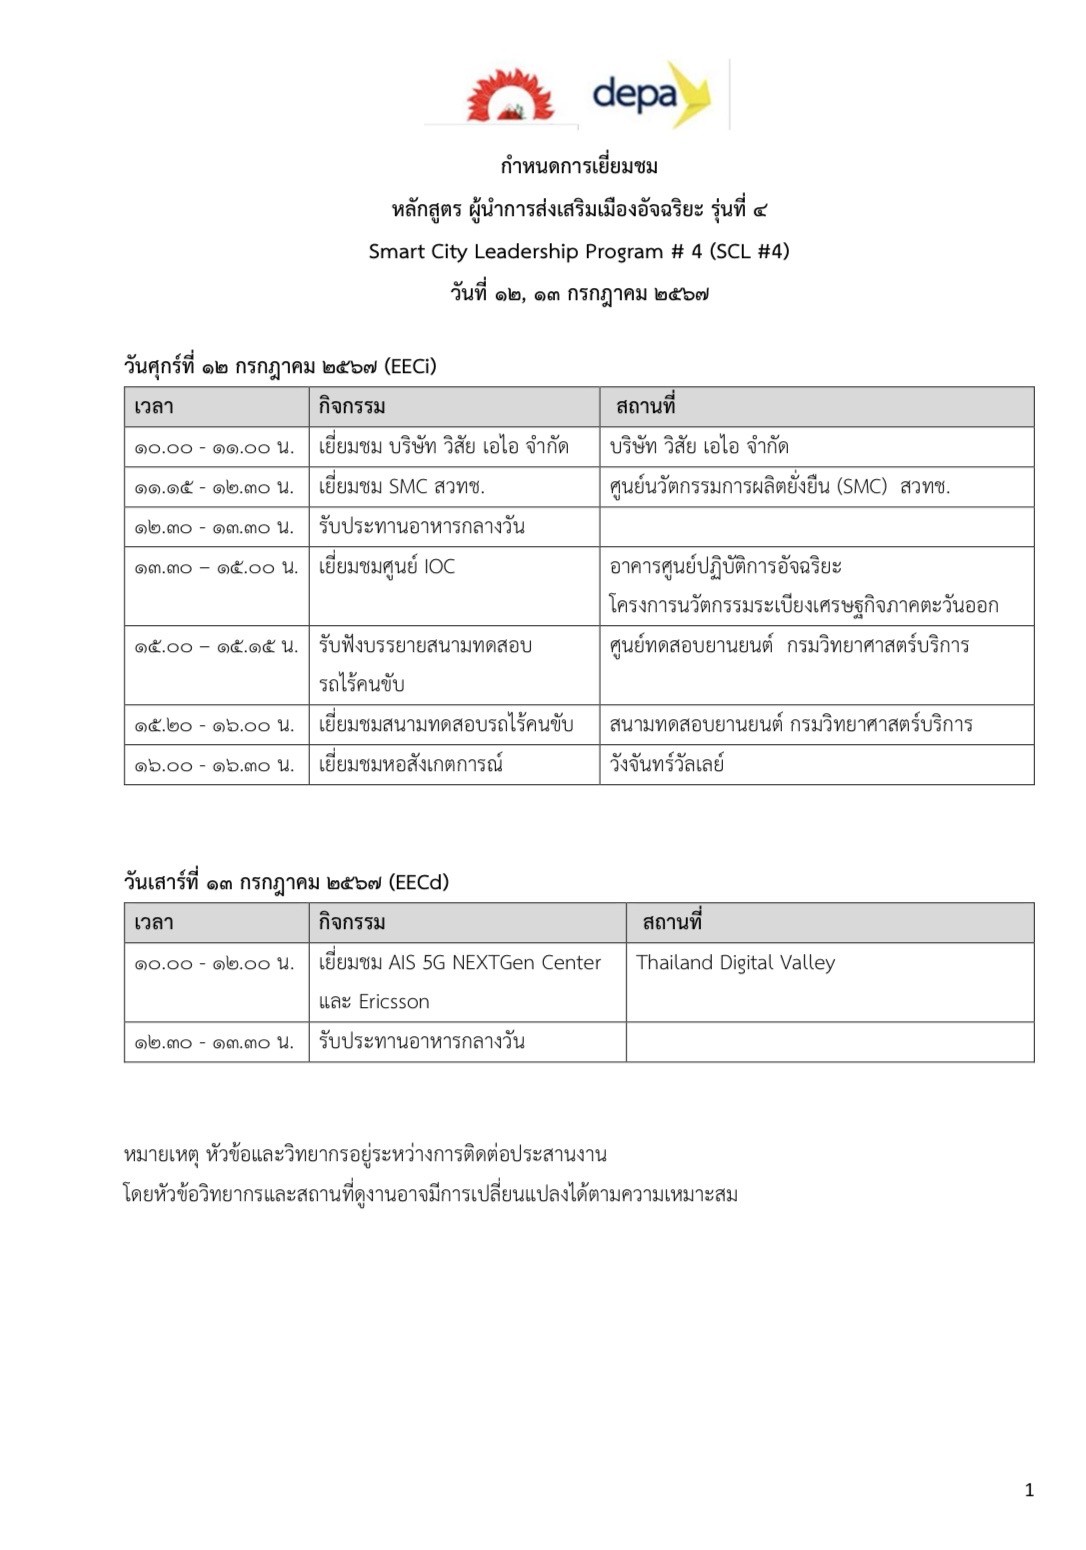 depa
กำหนดการเยี่ยมชม
หลักสูตร ผู้นำการส่งเสริมเมืองอัจฉริยะ รุ่นที่ ๔
Smart City Leadership Program # 4 (SCL #4)
วันที่ ๑๒, ๑๓ กรกฎาคม ๒๕๖๗
วันศุกร์ที่ ๑๒ กรกฎาคม ๒๕๖๗ (EECi)
เวลา กิจกรรม สถานที่
๑๐.๐๐ - ๑๑.๐๐ น. เยี่ยมชม บริษัท วิสัย เอไอ จำกัด บริษัท วิสัย เอไอ จำกัด
๑๑.๑๕ - ๑๒.๓๐ น. เยี่ยมชม SMC สวทช. ศูนย์นวัตกรรมการผลิตยั่งยืน (SMC) สวทช.
๑๒.๓๐ - ๑๓.๓๐ น. รับประทานอาหารกลางวัน
๑๓.๓๐ – ๑๕.๐๐ น. เยี่ยมชมศูนย์ IOC อาคารศูนย์ปฏิบัติการอัจฉริยะ
โครงการนวัตกรรมระเบียงเศรษฐกิจภาคตะวันออก
๑๕.๐๐ – ๑๕.๑๕ น. รับฟังบรรยายสนามทดสอบ ศูนย์ทดสอบยานยนต์ กรมวิทยาศาสตร์บริการ
รถไร้คนขับ
๑๕.๒๐ - ๑๖.๐๐ น. เยี่ยมชมสนามทดสอบรถไร้คนขับ สนามทดสอบยานยนต์ กรมวิทยาศาสตร์บริการ
๑๖.๐๐ - ๑๖.๓๐ น. เยี่ยมชมหอสังเกตการณ์ วังจันทร์วัลเลย์
วันเสาร์ที่ ๑๓ กรกฎาคม ๒๕๖๗ (EECd)
เวลา กิจกรรม สถานที่
๑๐.๐๐ - ๑๒.๐๐ น. เยี่ยมชม AIS 5G NEXTGen Center Thailand Digital Valley
และ Ericsson
๑๒.๓๐ - ๑๓.๓๐ น. รับประทานอาหารกลางวัน
หมายเหตุ หัวข้อและวิทยากรอยู่ระหว่างการติดต่อประสานงาน
โดยหัวข้อวิทยากรและสถานที่ดูงานอาจมีการเปลี่ยนแปลงได้ตามความเหมาะสม
1